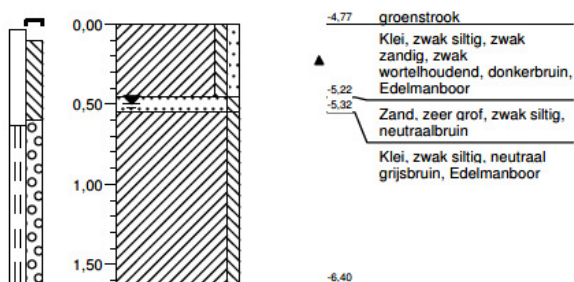 0,00
0,50
1,00
1,50
-4,77 groenstrook
Klei, zwak siltig, zwak
zandig, zwak
wortelhoudend, donkerbruin,
Edelmanboor
-5,22
-5,32
Zand, zeer grof, zwak siltig,
neutraalbruin
Klei, zwak siltig, neutraal
grijsbruin, Edelmanboor
-6,40